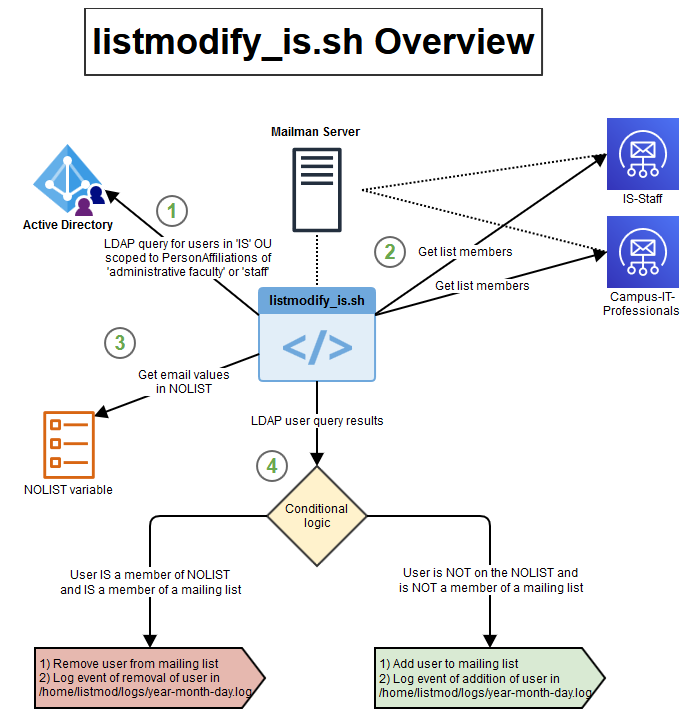 listmodify_is.sh Overview
Mailman Server
Active Directory
1
LDAP query for users in 'IS' OU
scoped to PersonAffiliations of
'administrative faculty' or 'staff'
2
Get list members
Get list members
IS-Staff
Campus-IT-
Professionals
listmodify_is.sh
</>
3
Get email values
in NOLIST
NOLIST variable
LDAP user query results
4
Conditional
logic
User IS a member of NOLIST
and IS a member of a mailing list
User is NOT on the NOLIST and
is NOT a member of a mailing list
1) Remove user from mailing list
2) Log event of removal of user in
/home/listmod/logs/year-month-day.log
1) Add user to mailing list
2) Log event of addition of user in
/home/listmod/logs/year-month-day.log